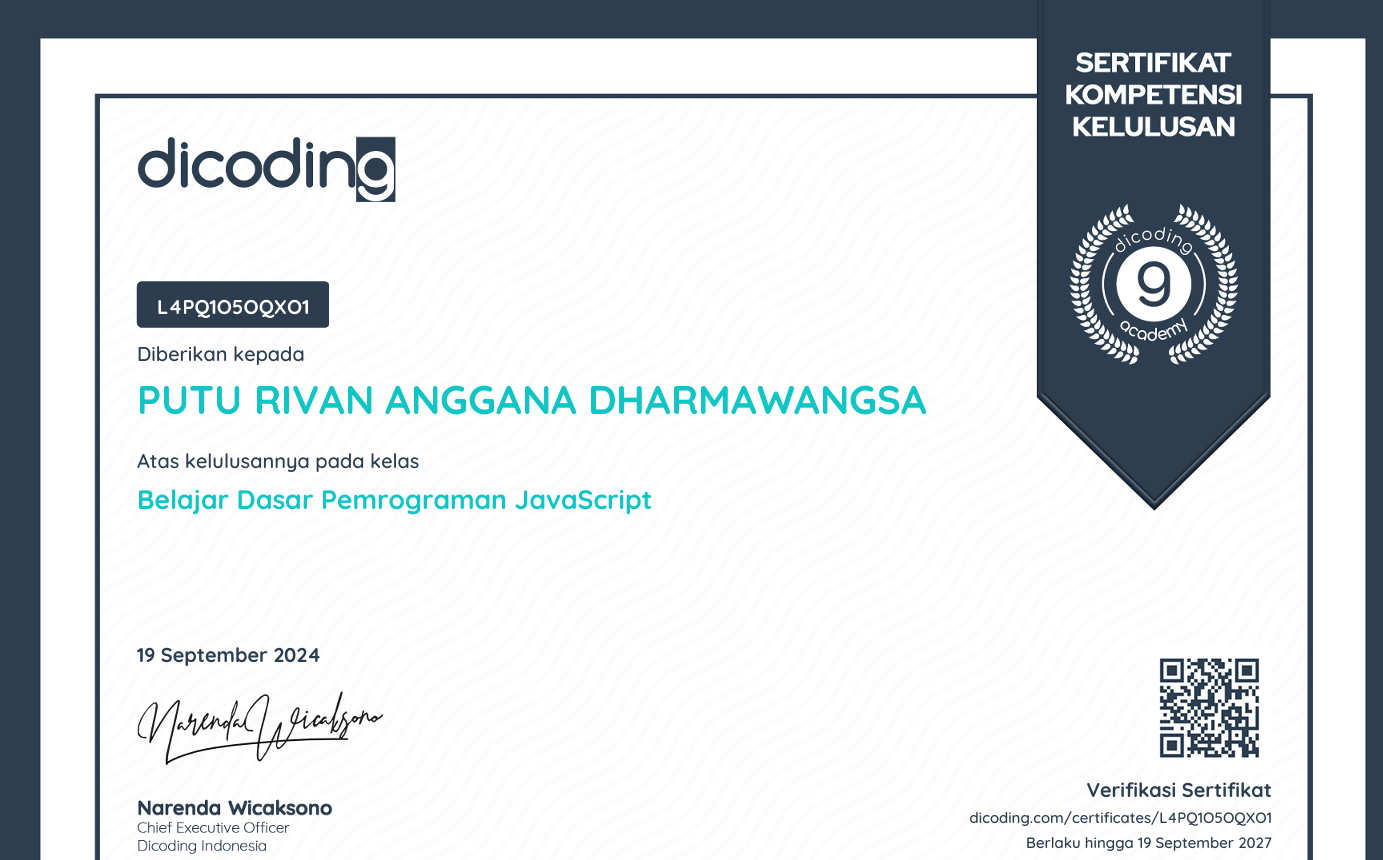 SERTIFIKAT
KOMPETENSI
KELULUSAN
dicoding
dicoding
9
academy
L4PQ1O5OQXO1
Diberikan kepada
PUTU RIVAN ANGGANA DHARMAWANGSA
Atas kelulusannya pada kelas
Belajar Dasar Pemrograman JavaScript
19 September 2024
Narenda Wicaksono
Narenda Wicaksono
Chief Executive Officer
Dicoding Indonesia
Verifikasi Sertifikat
dicoding.com/certificates/L4PQ1O5OQXO1
Berlaku hingga 19 September 2027